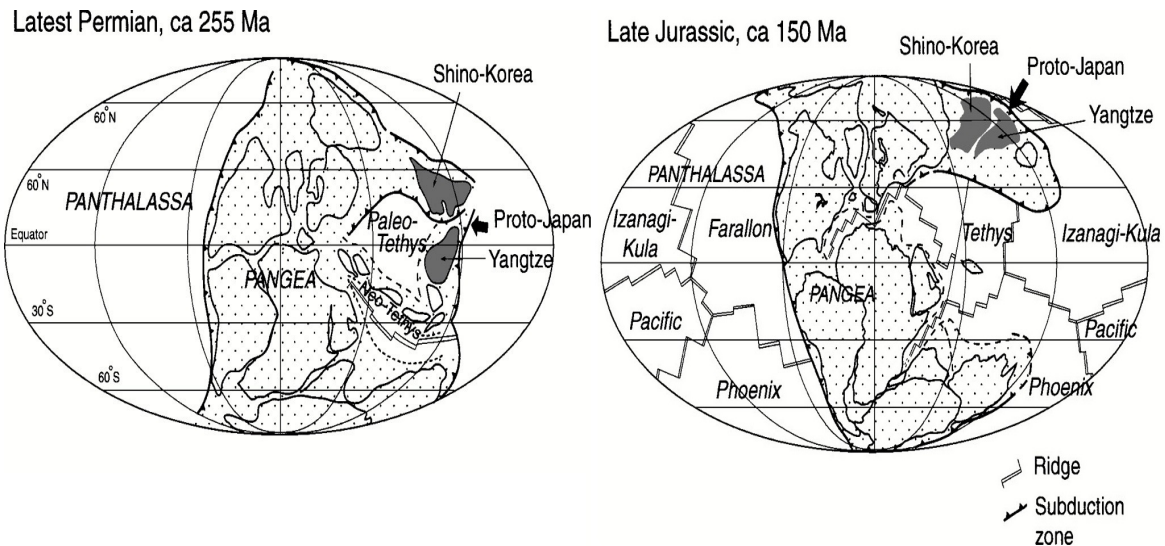 Latest Permian, ca 255 Ma
Shino-Korea
60°N
60°N
PANTHALASSA
Paleo-
Tethys
Proto-Japan
Equator
Yangtze
PANGEA
Neo-Tethys
30°S
60°S
Late Jurassic, ca 150 Ma
Shino-Korea
Proto-Japan
Yangtze
PANTHALASSA
Izanagi-
Kula
Farallon
Tethys
Izanagi-Kula
PANGEA
Pacific
Pacific
Phoenix
Phoenix
Ridge
Subduction
zone